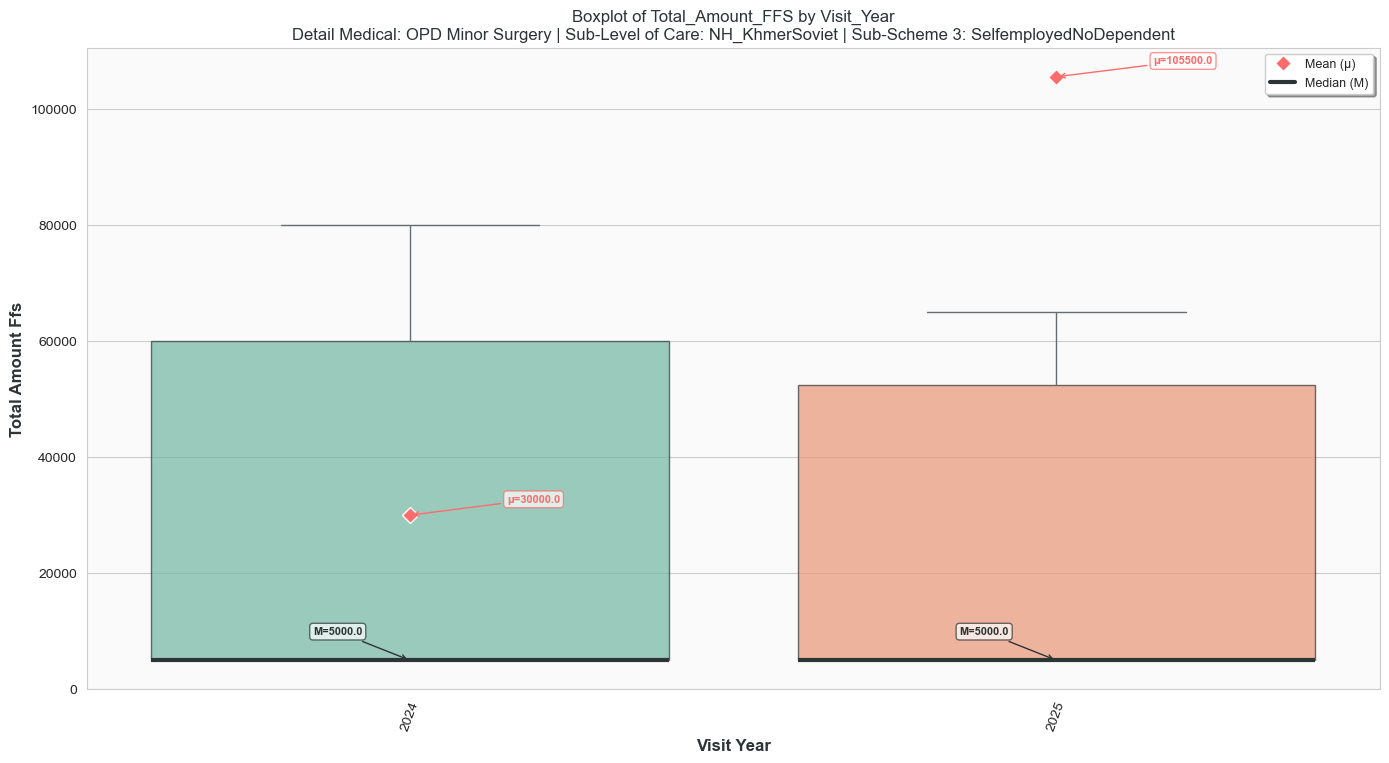 Boxplot of Total_Amount_FFS by Visit_Year
Detail Medical: OPD Minor Surgery | Sub-Level of Care: NH_KhmerSoviet | Sub-Scheme 3: SelfemployedNoDependent
μ=105500.0
Mean (μ)
Median (M)
100000
80000
60000
40000
20000
0
Total Amount Ffs
μ=30000.0
M=5000.0
M=5000.0
2024
2025
Visit Year